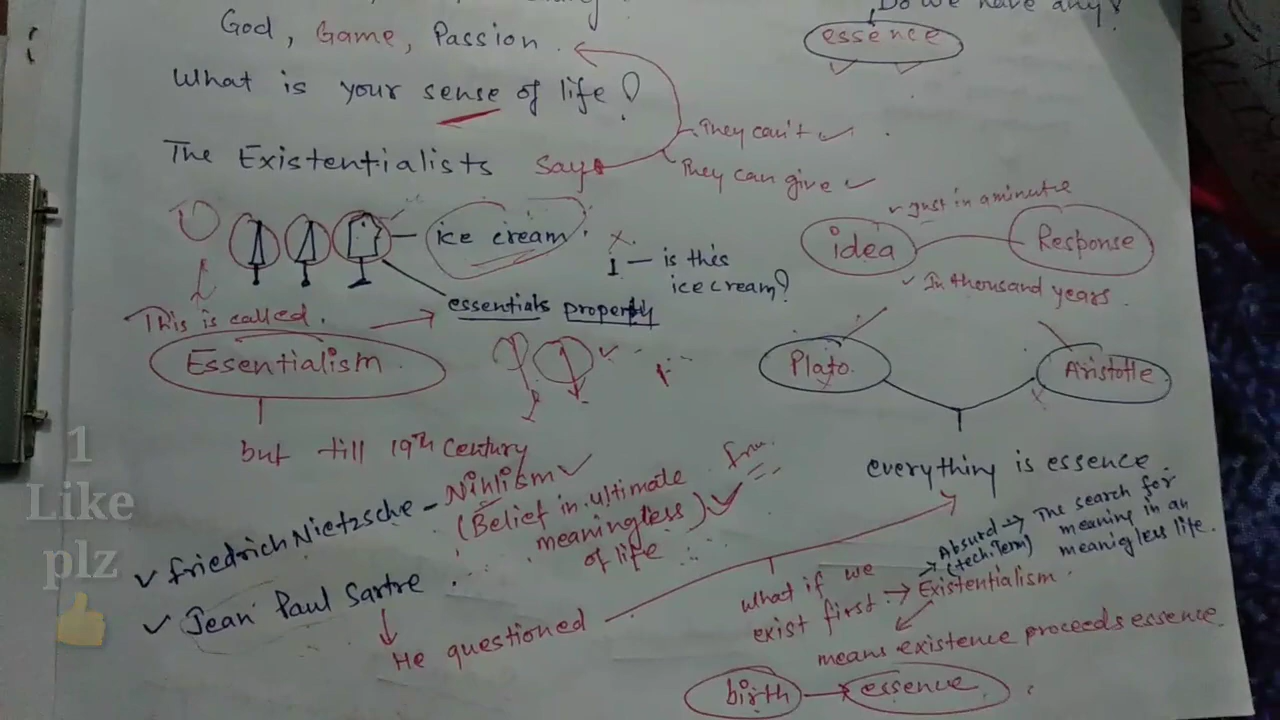 Do we have any?
God, Game, Passion.
essence
What is your sense of life?
They can't
The Existentialists says
They can give
just in a minute
idea
Response
ice cream.
I - is this
ice cream?
In thousand years.
essentials property
This is called.
Essentialism.
Plato.
Aristotle
but till 19th Century
everything is essence.
Friedrich Nietzsche - Nihlism
(Belief in ultimate
meaningless)
of life
Absurd → The search for
(tech. Term) meaning in an
meanigless life.
Jean Paul Sartre
He questioned
what if we
exist first. → Existentialism.
means existence proceeds essence.
birth → essence
1
Like
plz